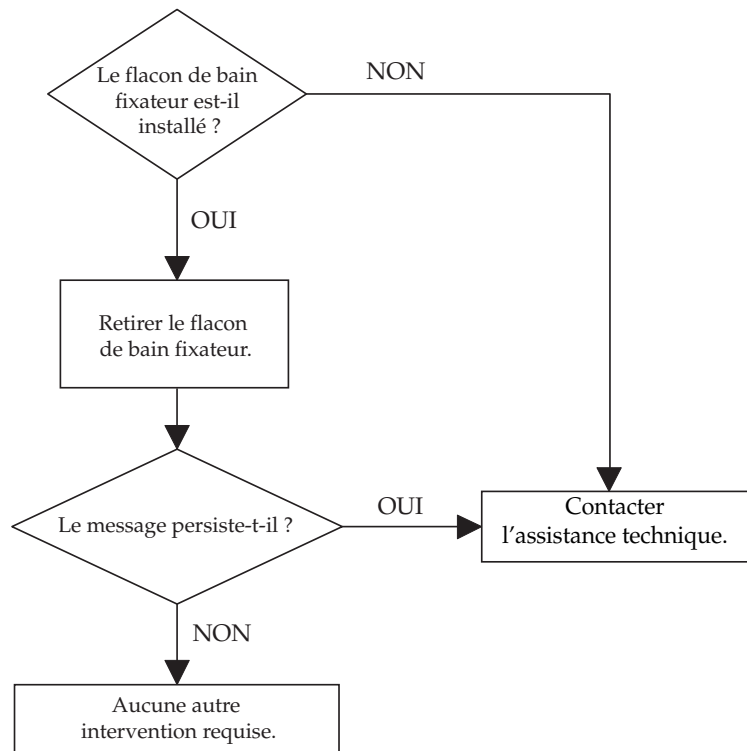 Le flacon de bain
fixateur est-il
installé ?
NON
OUI
Retirer le flacon
de bain fixateur.
Le message persiste-t-il ?
OUI
Contacter
l’assistance technique.
NON
Aucune autre
intervention requise.